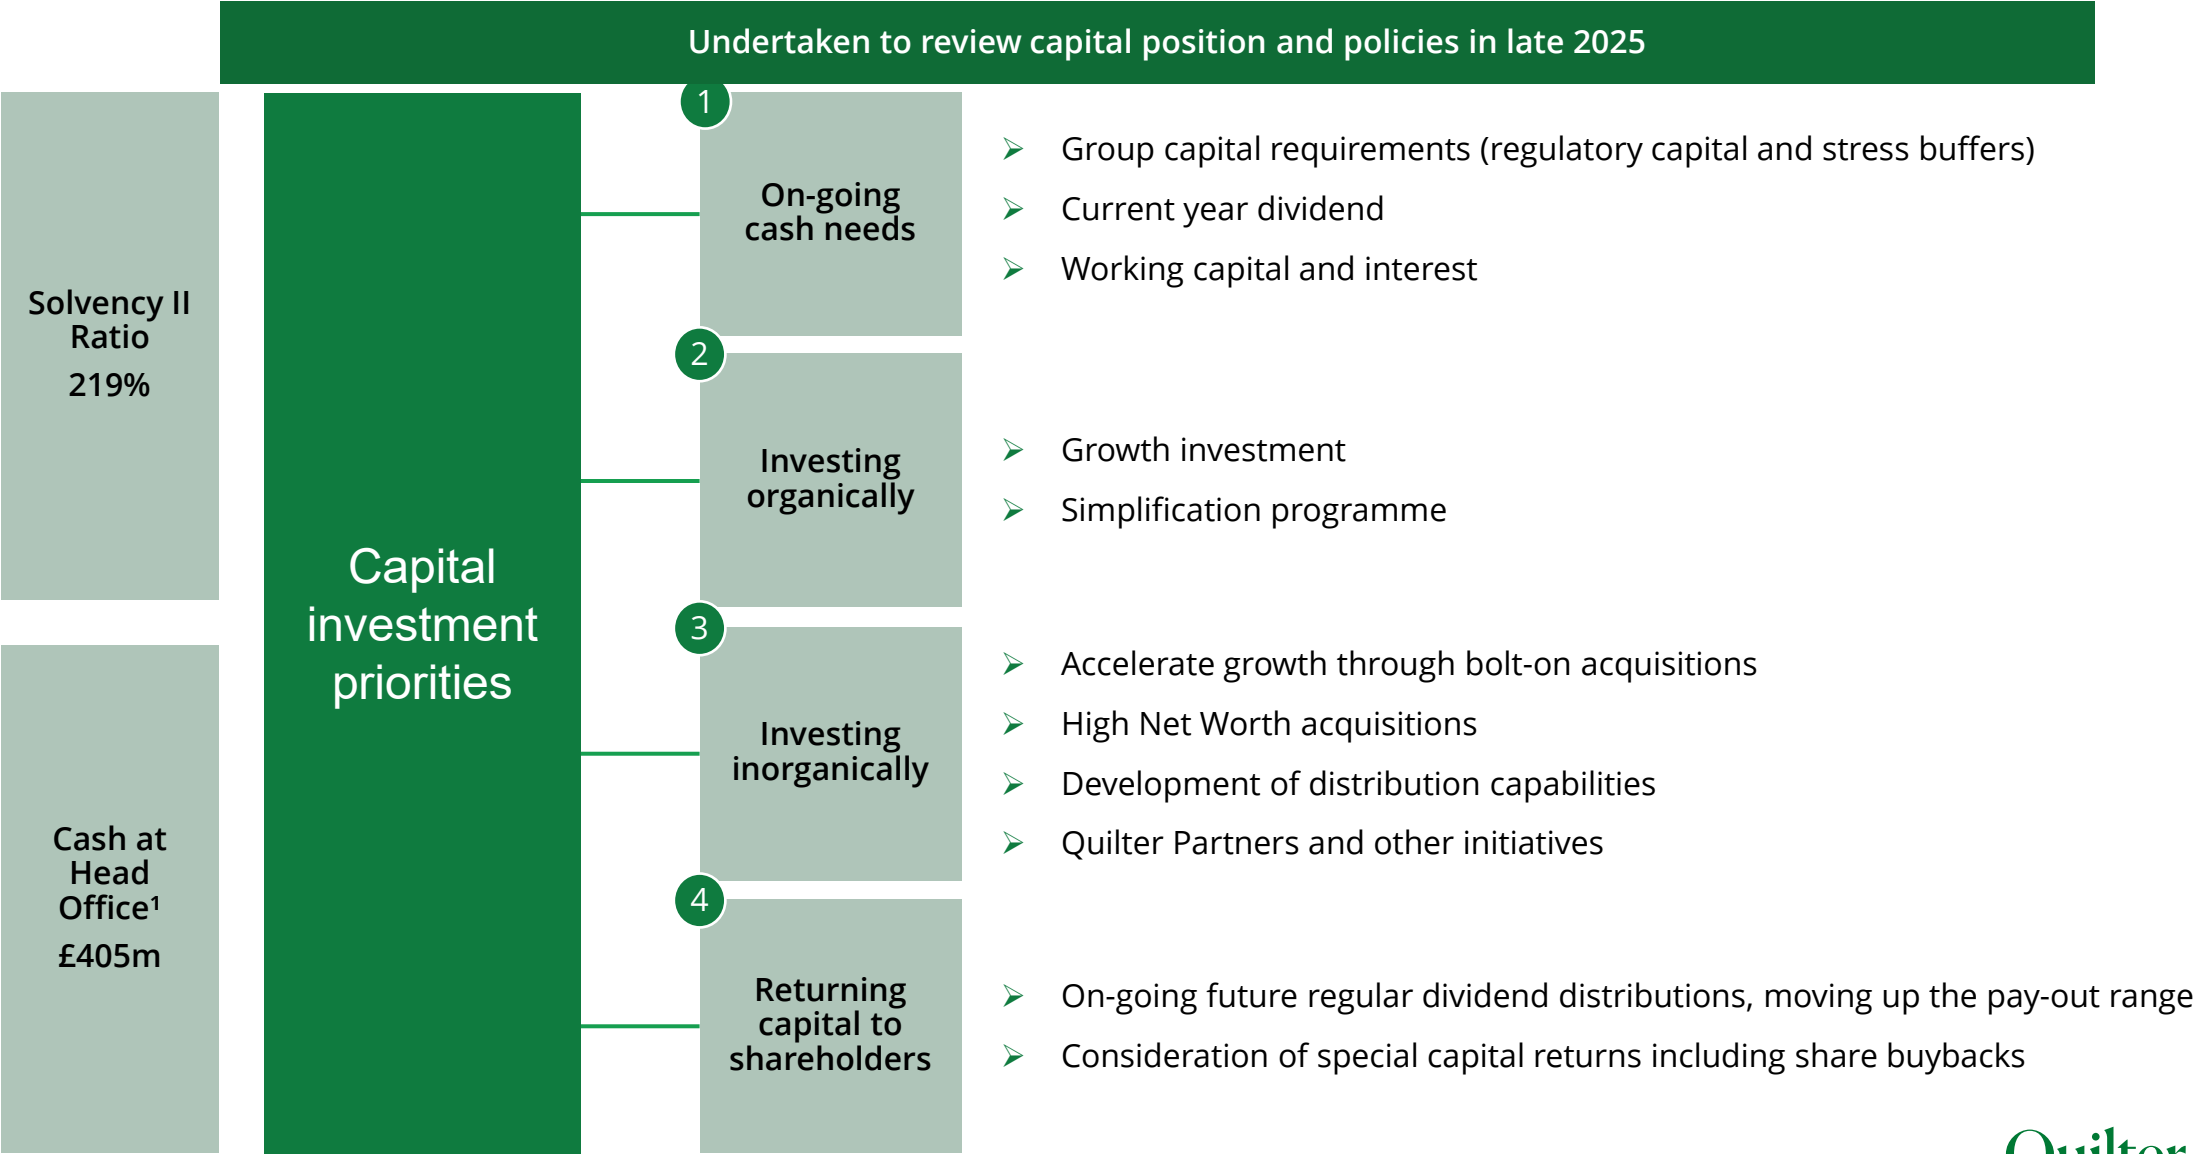 Undertaken to review capital position and policies in late 2025
Solvency II
Ratio
219%
Cash at
Head
Office¹
£405m
Capital
investment
priorities
1
On-going
cash needs
➢ Group capital requirements (regulatory capital and stress buffers)
➢ Current year dividend
➢ Working capital and interest
2
Investing
organically
➢ Growth investment
➢ Simplification programme
3
Investing
inorganically
➢ Accelerate growth through bolt-on acquisitions
➢ High Net Worth acquisitions
➢ Development of distribution capabilities
➢ Quilter Partners and other initiatives
4
Returning
capital to
shareholders
➢ On-going future regular dividend distributions, moving up the pay-out range
➢ Consideration of special capital returns including share buybacks
Quilter